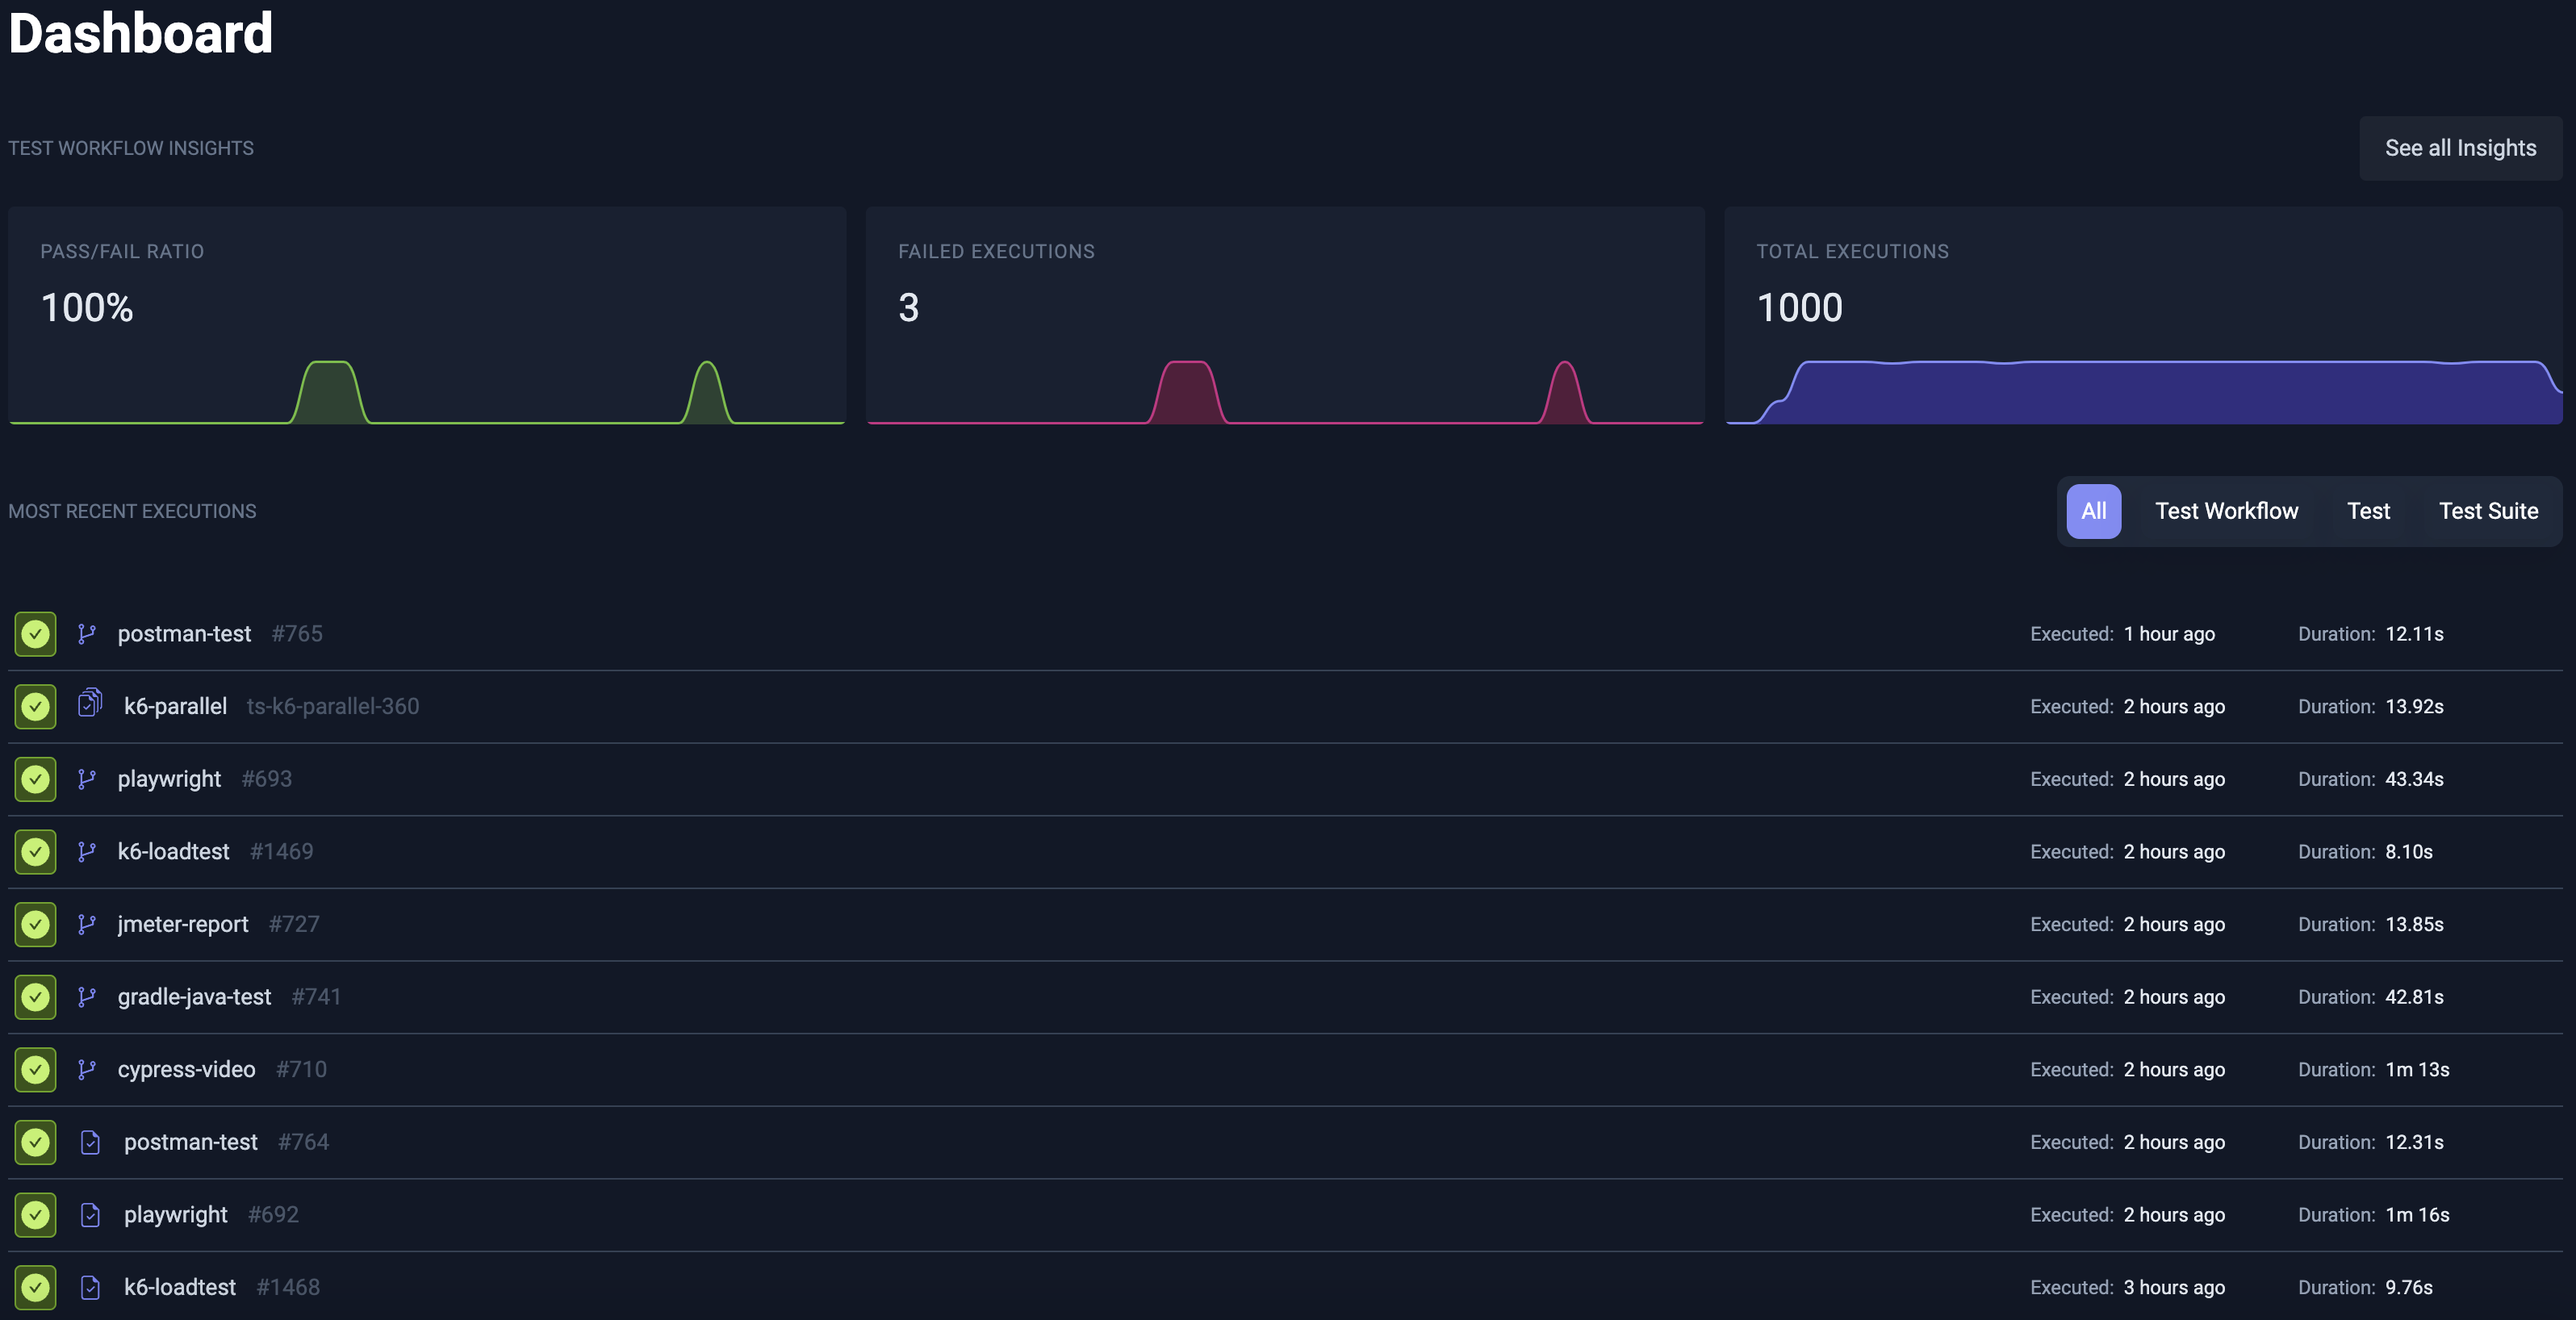 Dashboard
TEST WORKFLOW INSIGHTS
See all Insights
PASS/FAIL RATIO
100%
FAILED EXECUTIONS
3
TOTAL EXECUTIONS
1000
MOST RECENT EXECUTIONS
All Test Workflow Test Test Suite
postman-test #765 Executed: 1 hour ago Duration: 12.11s
k6-parallel ts-k6-parallel-360 Executed: 2 hours ago Duration: 13.92s
playwright #693 Executed: 2 hours ago Duration: 43.34s
k6-loadtest #1469 Executed: 2 hours ago Duration: 8.10s
jmeter-report #727 Executed: 2 hours ago Duration: 13.85s
gradle-java-test #741 Executed: 2 hours ago Duration: 42.81s
cypress-video #710 Executed: 2 hours ago Duration: 1m 13s
postman-test #764 Executed: 2 hours ago Duration: 12.31s
playwright #692 Executed: 2 hours ago Duration: 1m 16s
k6-loadtest #1468 Executed: 3 hours ago Duration: 9.76s